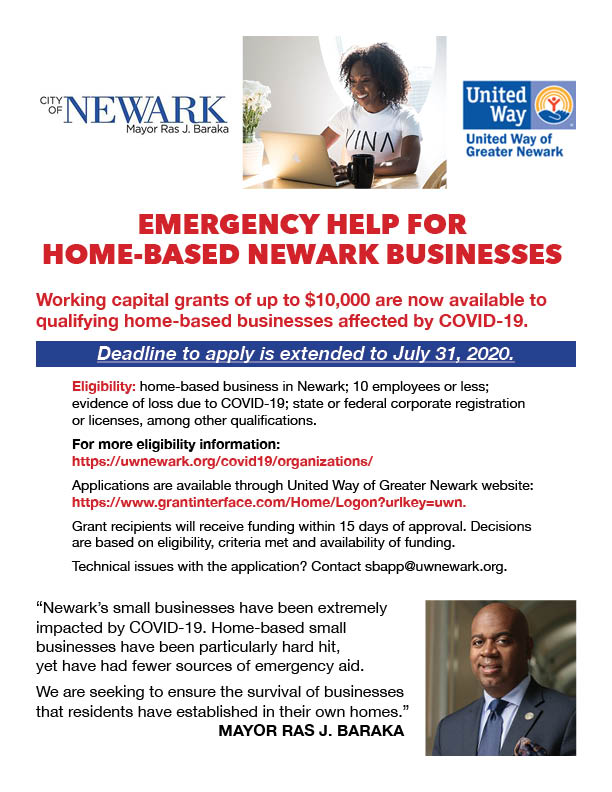 CITY OF NEWARK
Mayor Ras J. Baraka
VINA
United Way
United Way of
Greater Newark
EMERGENCY HELP FOR
HOME-BASED NEWARK BUSINESSES
Working capital grants of up to $10,000 are now available to
qualifying home-based businesses affected by COVID-19.
Deadline to apply is extended to July 31, 2020.
Eligibility: home-based business in Newark; 10 employees or less;
evidence of loss due to COVID-19; state or federal corporate registration
or licenses, among other qualifications.
For more eligibility information:
https://uwnewark.org/covid19/organizations/
Applications are available through United Way of Greater Newark website:
https://www.grantinterface.com/Home/Logon?urlkey=uwn.
Grant recipients will receive funding within 15 days of approval. Decisions
are based on eligibility, criteria met and availability of funding.
Technical issues with the application? Contact sbapp@uwnewark.org.
“Newark’s small businesses have been extremely
impacted by COVID-19. Home-based small
businesses have been particularly hard hit,
yet have had fewer sources of emergency aid.
We are seeking to ensure the survival of businesses
that residents have established in their own homes.”
MAYOR RAS J. BARAKA